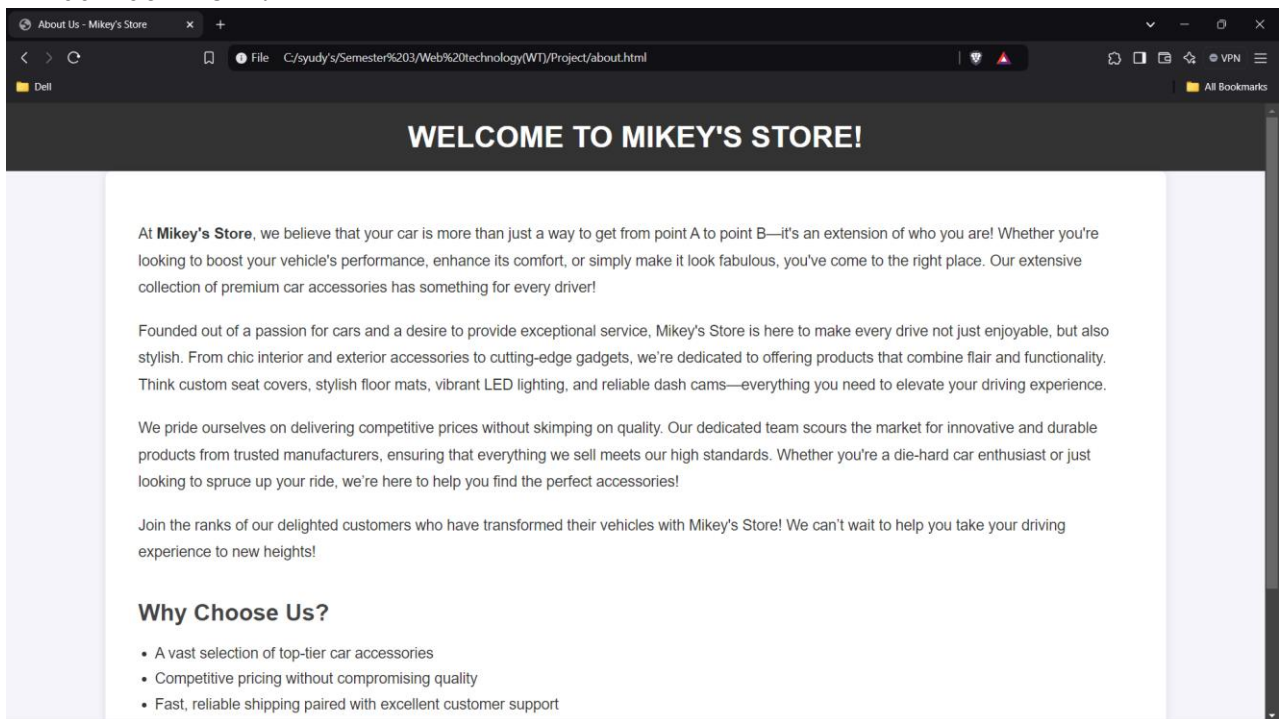 About Us - Mikey's Store
File C:/syudy's/Semester%203/Web%20technology(WT)/Project/about.html
VPN
Dell
All Bookmarks
WELCOME TO MIKEY'S STORE!
At Mikey's Store, we believe that your car is more than just a way to get from point A to point B—it's an extension of who you are! Whether you're
looking to boost your vehicle's performance, enhance its comfort, or simply make it look fabulous, you've come to the right place. Our extensive
collection of premium car accessories has something for every driver!
Founded out of a passion for cars and a desire to provide exceptional service, Mikey's Store is here to make every drive not just enjoyable, but also
stylish. From chic interior and exterior accessories to cutting-edge gadgets, we’re dedicated to offering products that combine flair and functionality.
Think custom seat covers, stylish floor mats, vibrant LED lighting, and reliable dash cams—everything you need to elevate your driving experience.
We pride ourselves on delivering competitive prices without skimping on quality. Our dedicated team scours the market for innovative and durable
products from trusted manufacturers, ensuring that everything we sell meets our high standards. Whether you're a die-hard car enthusiast or just
looking to spruce up your ride, we’re here to help you find the perfect accessories!
Join the ranks of our delighted customers who have transformed their vehicles with Mikey's Store! We can’t wait to help you take your driving
experience to new heights!
Why Choose Us?
• A vast selection of top-tier car accessories
• Competitive pricing without compromising quality
• Fast, reliable shipping paired with excellent customer support